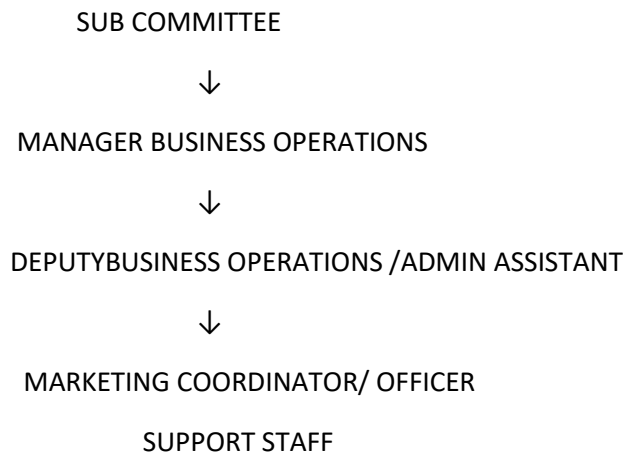 SUB COMMITTEE
↓
MANAGER BUSINESS OPERATIONS
↓
DEPUTYBUSINESS OPERATIONS /ADMIN ASSISTANT
↓
MARKETING COORDINATOR/ OFFICER
SUPPORT STAFF